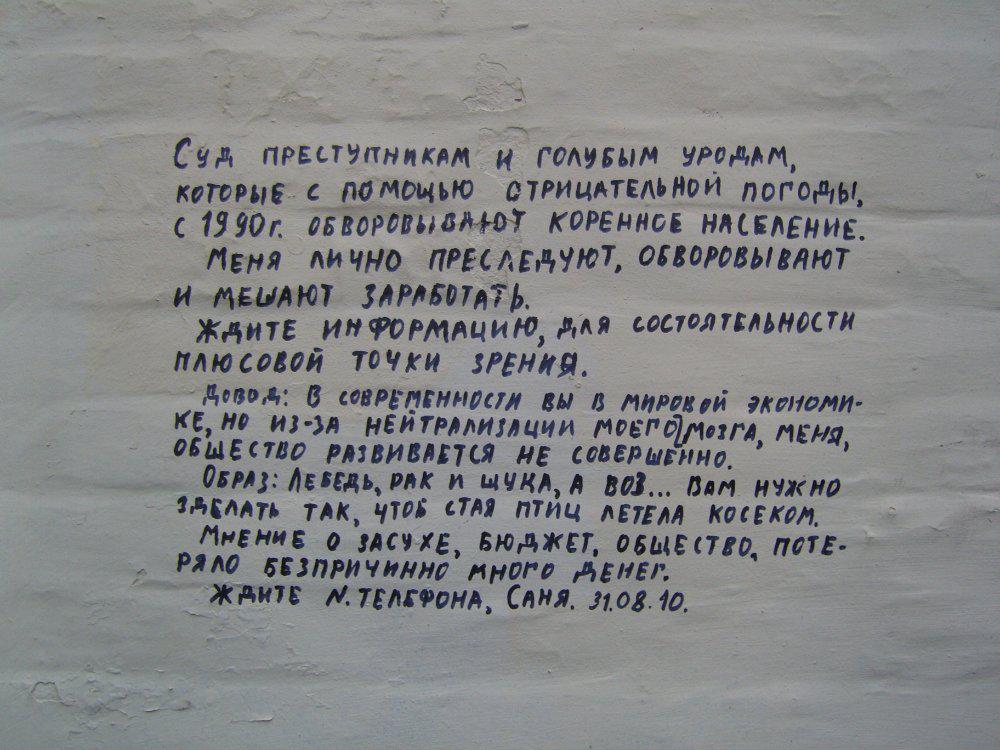 Суд преступникам и голубым уродам,
которые с помощью отрицательной погоды,
с 1990г. обворовывают коренное население.
Меня лично преследуют, обворовывают
и мешают заработать.
Ждите информацию, для состоятельности
плюсовой точки зрения.
Довод: В современности вы в мировой экономи-
ке, но из-за нейтрализации моего мозга, меня,
общество развивается не совершенно.
Образ: Лебедь, рак и щука, а воз... Вам нужно
зделать так, чтоб стая птиц летела косеком.
Мнение о засухе, бюджет, общество, поте-
ряло безпричинно много денег.
Ждите N. телефона, Саня. 31.08.10.